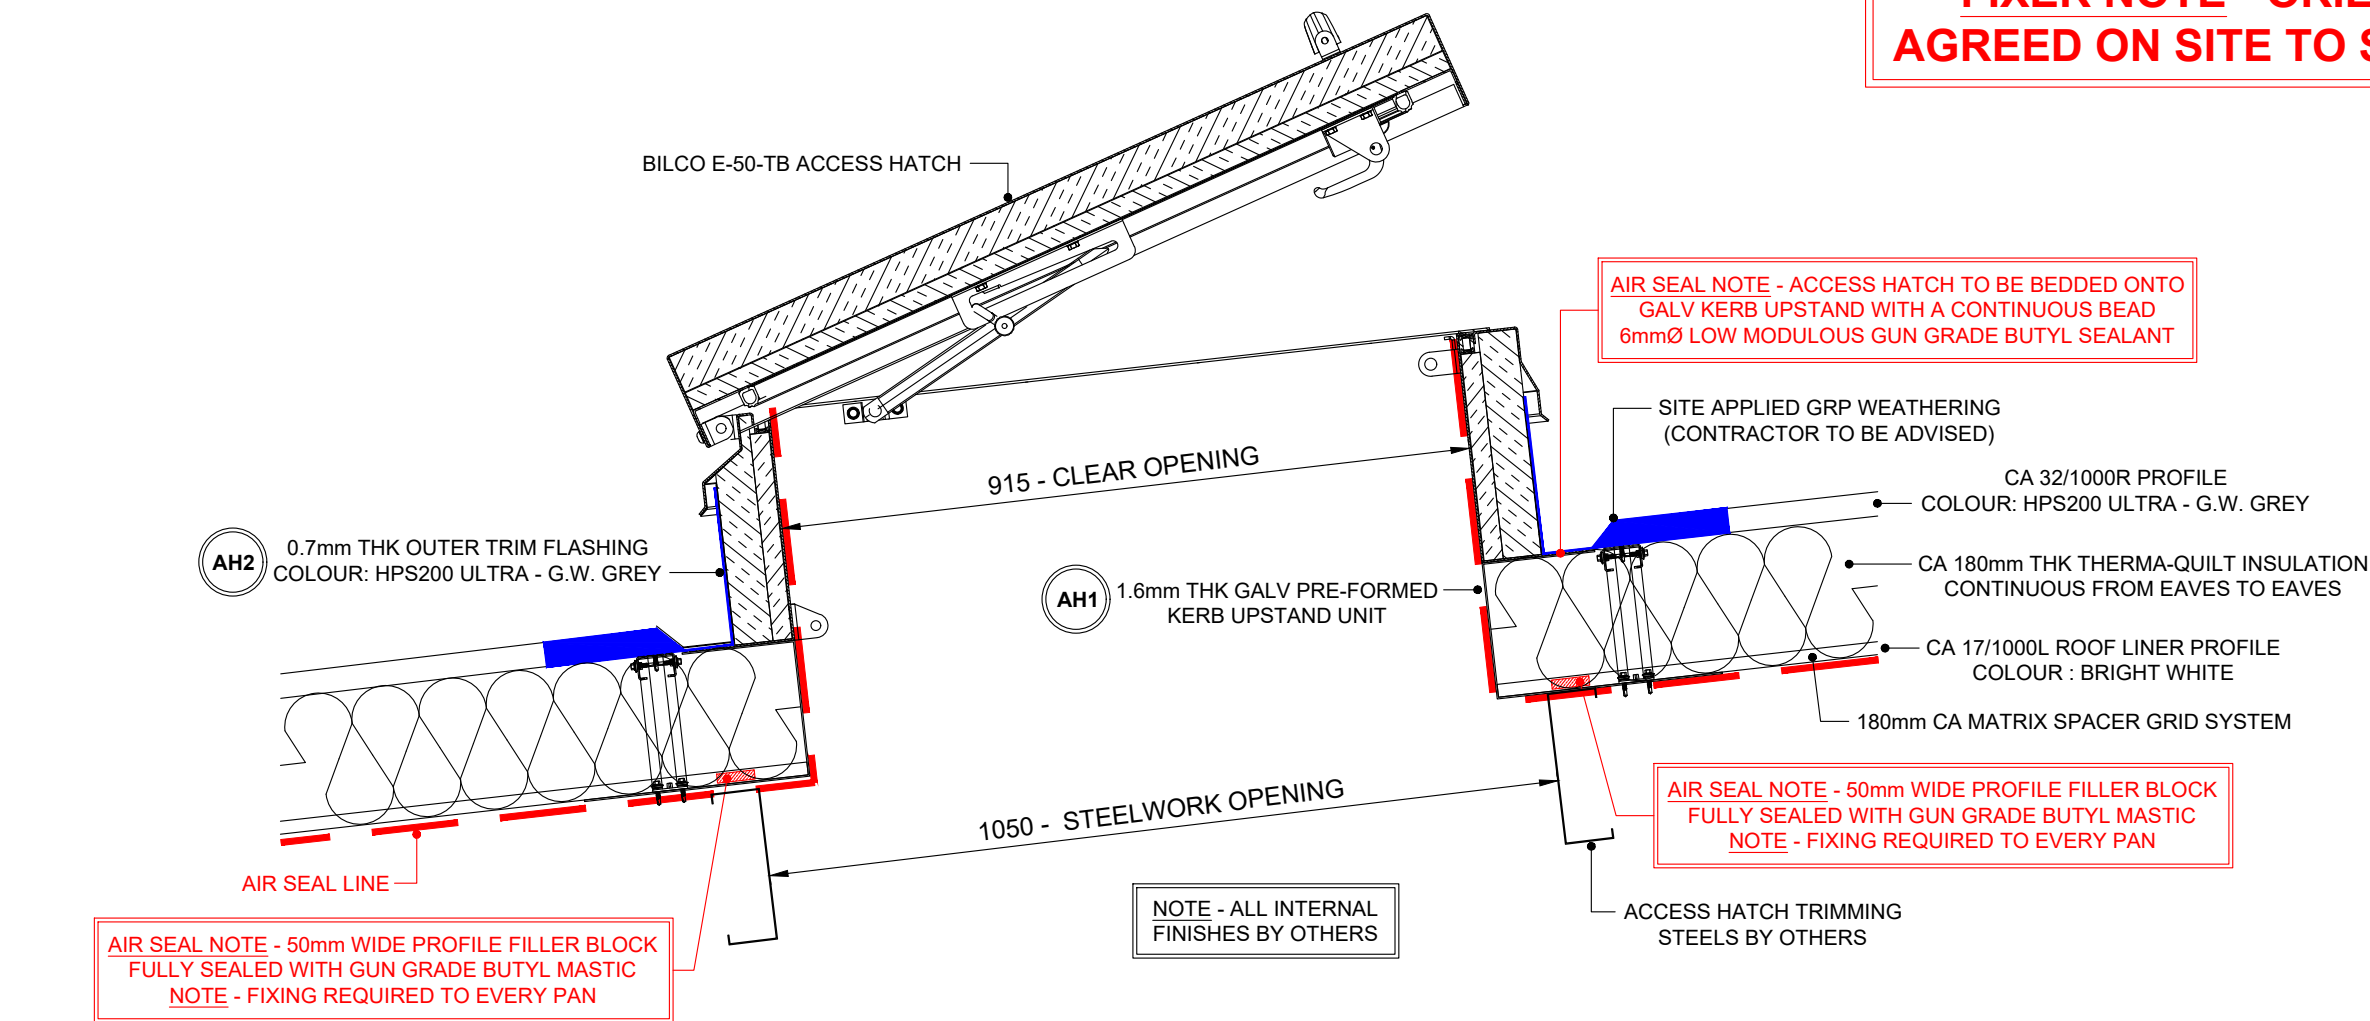 AGREED ON SITE TO
BILCO E-50-TB ACCESS HATCH
AIR SEAL NOTE - ACCESS HATCH TO BE BEDDED ONTO
GALV KERB UPSTAND WITH A CONTINUOUS BEAD
6mmØ LOW MODULOUS GUN GRADE BUTYL SEALANT
SITE APPLIED GRP WEATHERING
(CONTRACTOR TO BE ADVISED)
915 - CLEAR OPENING
CA 32/1000R PROFILE
COLOUR: HPS200 ULTRA - G.W. GREY
AH2
0.7mm THK OUTER TRIM FLASHING
COLOUR: HPS200 ULTRA - G.W. GREY
AH1
1.6mm THK GALV PRE-FORMED
KERB UPSTAND UNIT
CA 180mm THK THERMA-QUILT INSULATION
CONTINUOUS FROM EAVES TO EAVES
CA 17/1000L ROOF LINER PROFILE
COLOUR : BRIGHT WHITE
180mm CA MATRIX SPACER GRID SYSTEM
1050 - STEELWORK OPENING
AIR SEAL NOTE - 50mm WIDE PROFILE FILLER BLOCK
FULLY SEALED WITH GUN GRADE BUTYL MASTIC
NOTE - FIXING REQUIRED TO EVERY PAN
AIR SEAL LINE
NOTE - ALL INTERNAL
FINISHES BY OTHERS
ACCESS HATCH TRIMMING
STEELS BY OTHERS
AIR SEAL NOTE - 50mm WIDE PROFILE FILLER BLOCK
FULLY SEALED WITH GUN GRADE BUTYL MASTIC
NOTE - FIXING REQUIRED TO EVERY PAN